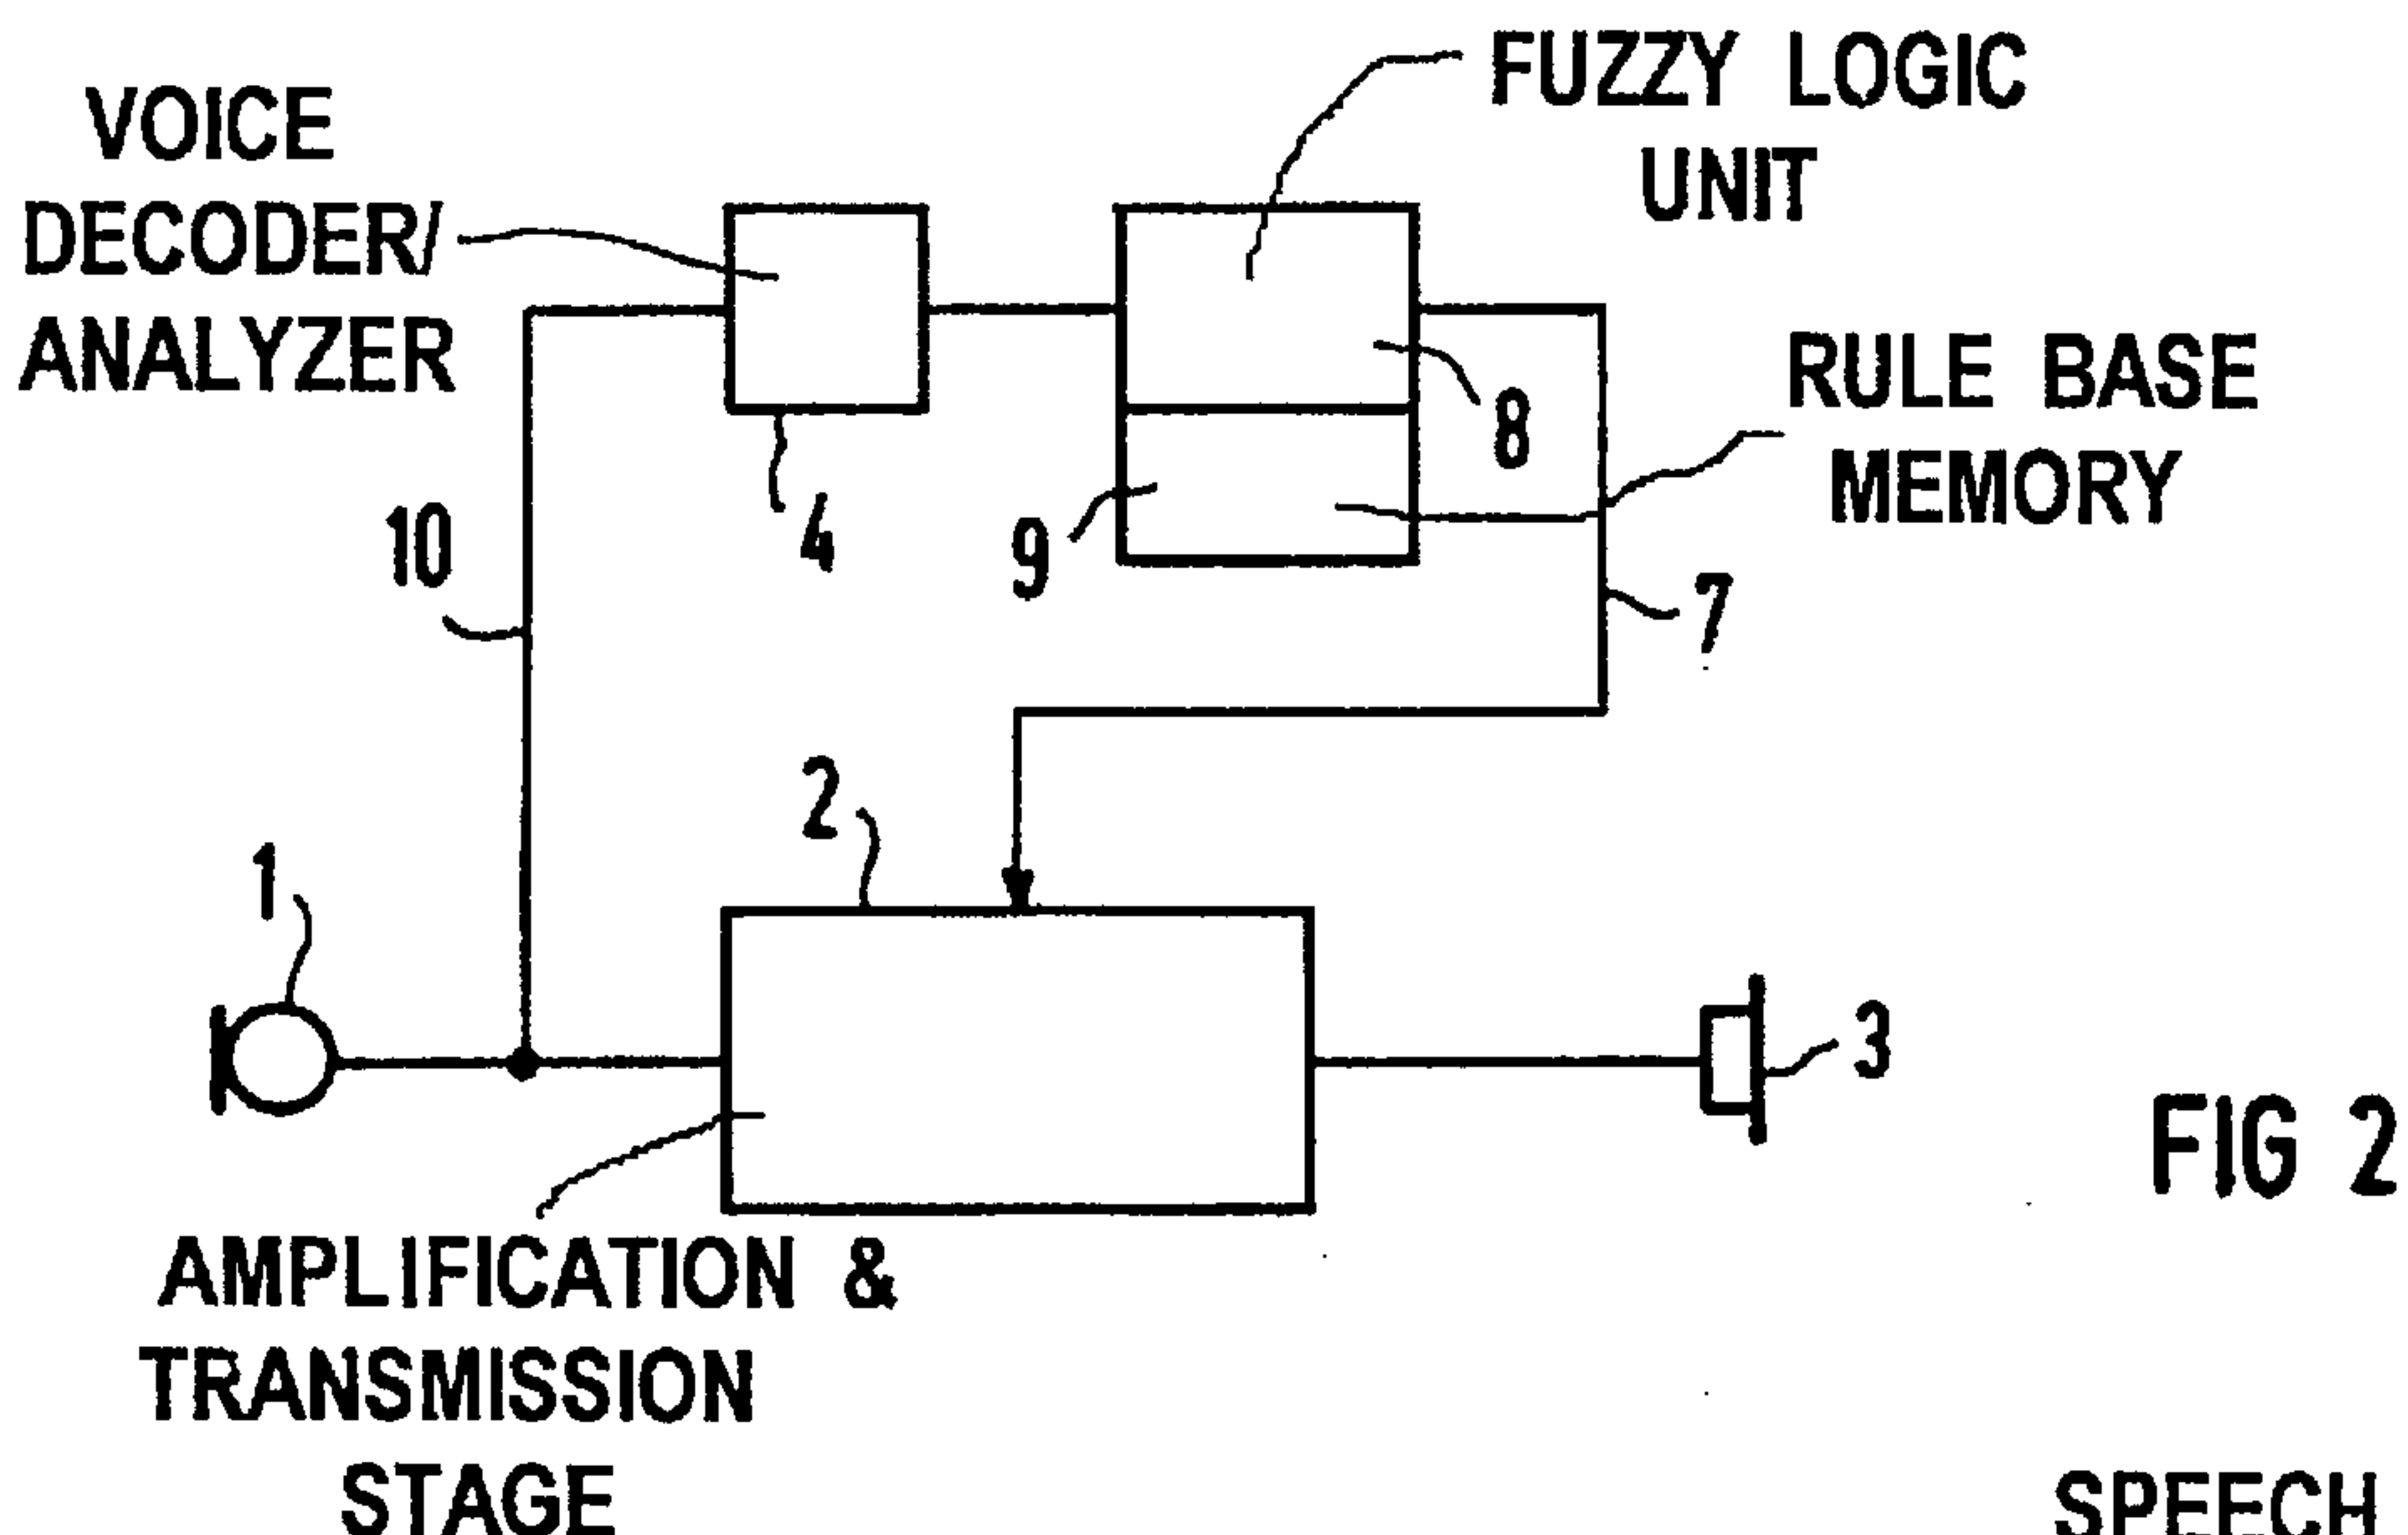 FUZZY LOGIC
UNIT
VOICE
DECODER/
ANALYZER
RULE BASE
MEMORY
8
4
9
10
7
2
1
3
FIG 2
AMPLIFICATION &
TRANSMISSION
STAGE
SPEECH